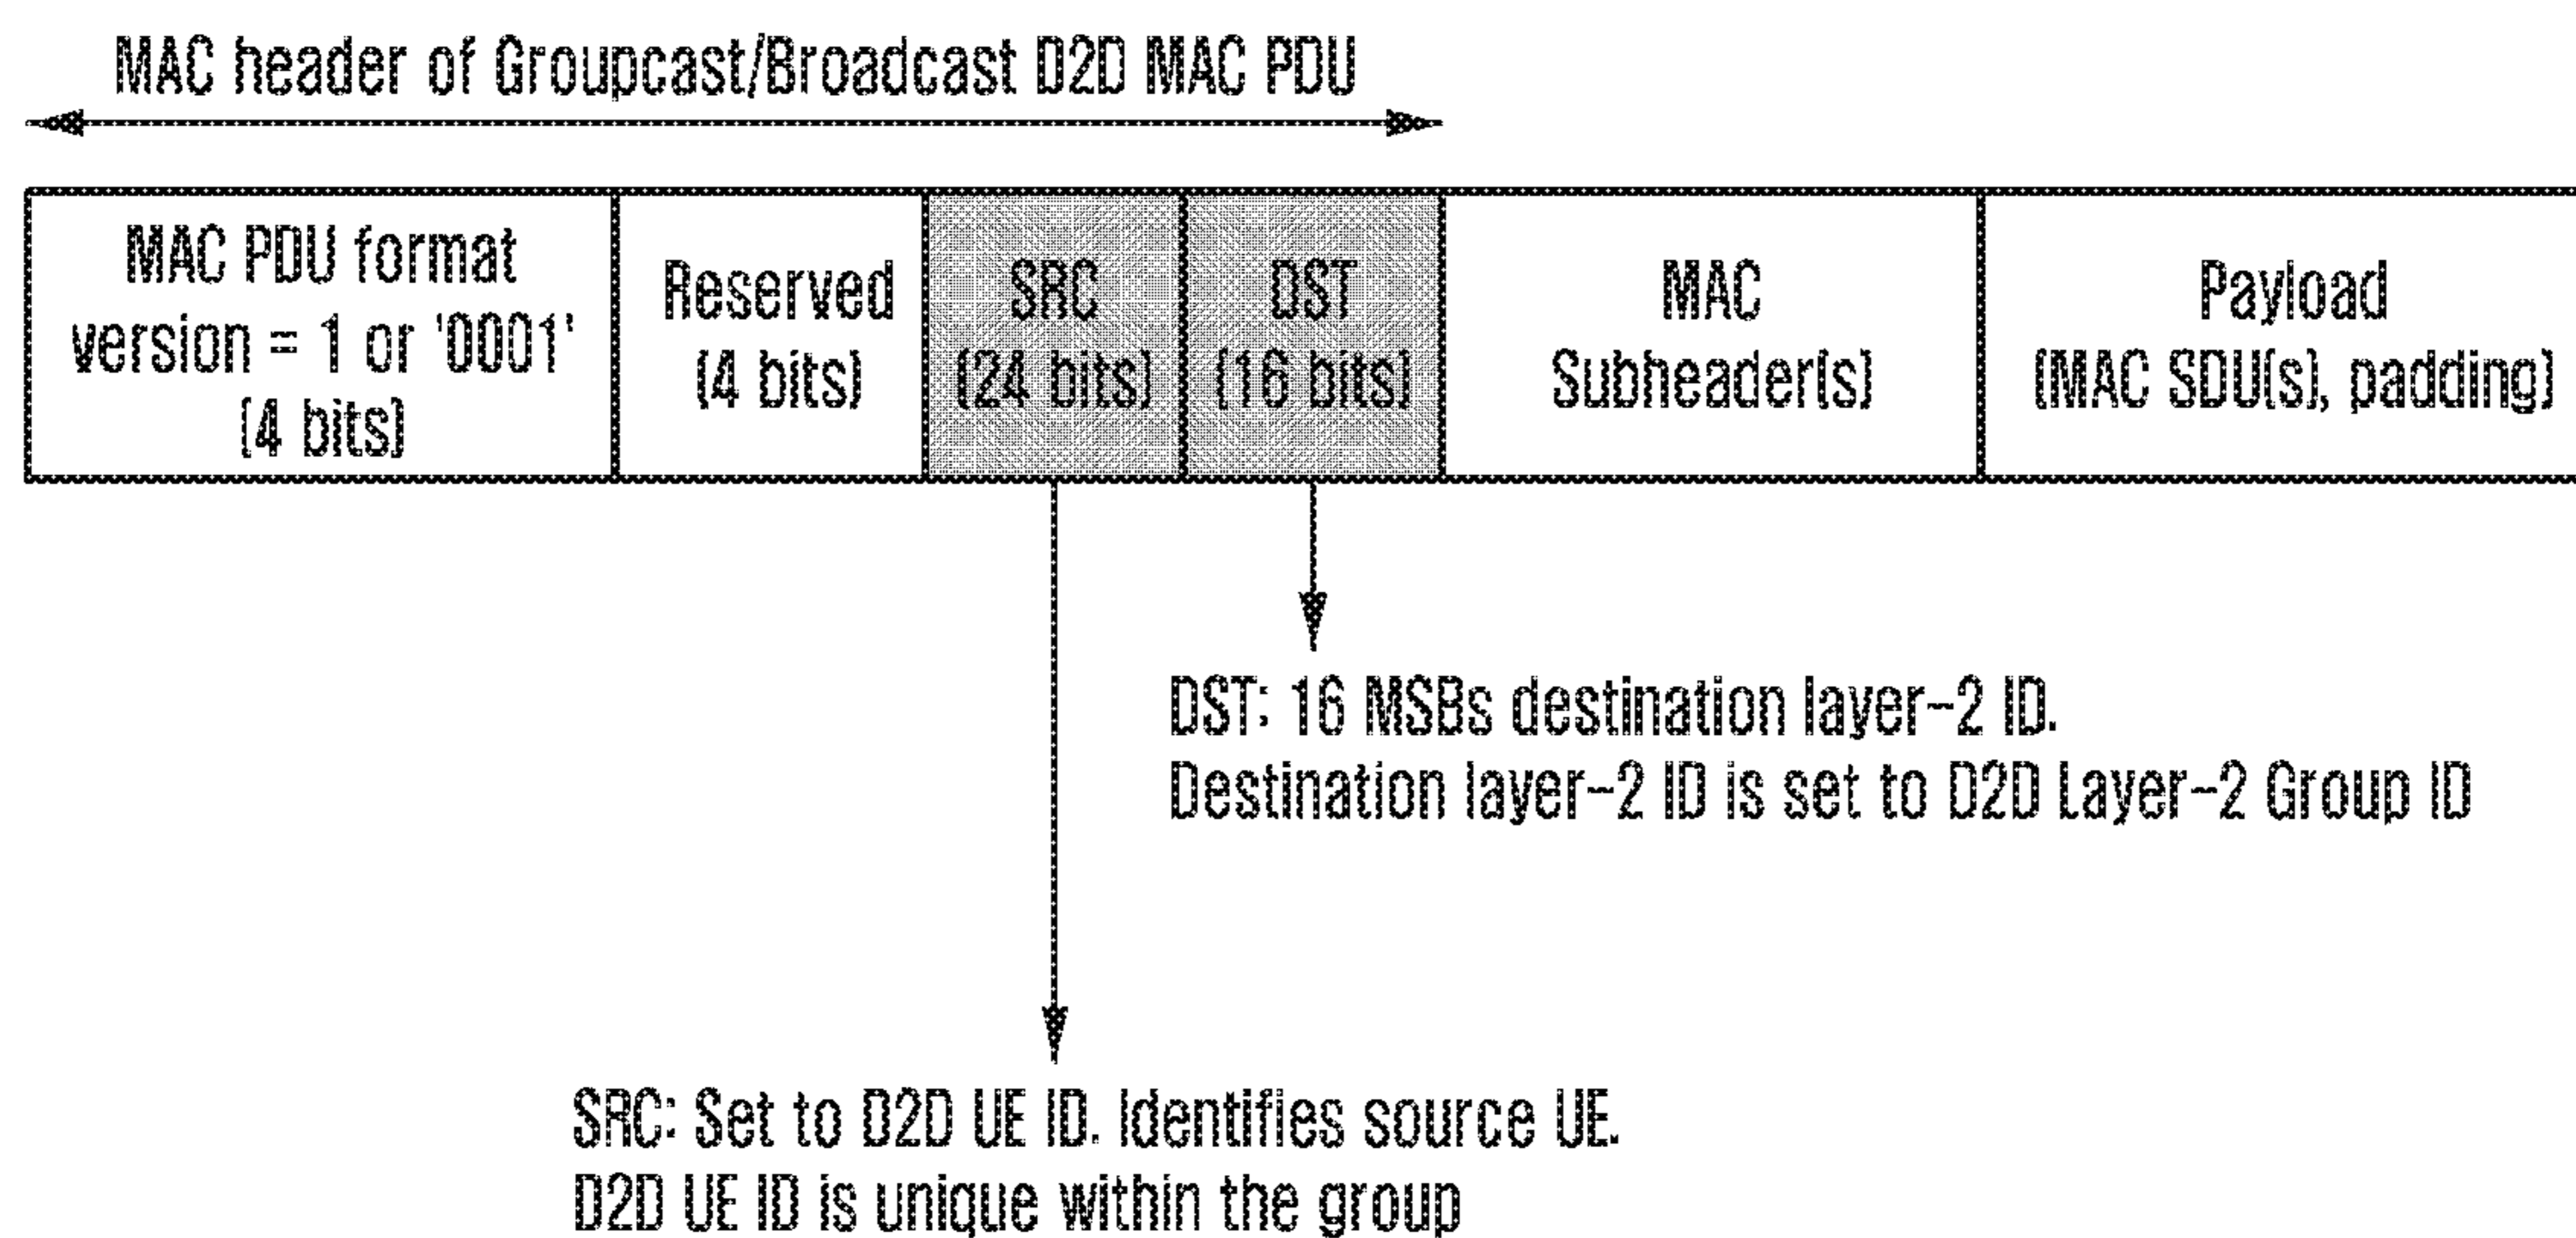 MAC header of Groupcast/Broadcast D2D MAC PDU
MAC PDU format
version = 1 or '0001'
(4 bits)
Reserved
(4 bits)
SRC
(24 bits)
DST
(16 bits)
MAC
Subheader(s)
Payload
(MAC SDU(s), padding)
DST: 16 MSBs destination layer-2 ID.
Destination layer-2 ID is set to D2D Layer-2 Group ID
SRC: Set to D2D UE ID. Identifies source UE.
D2D UE ID is unique within the group